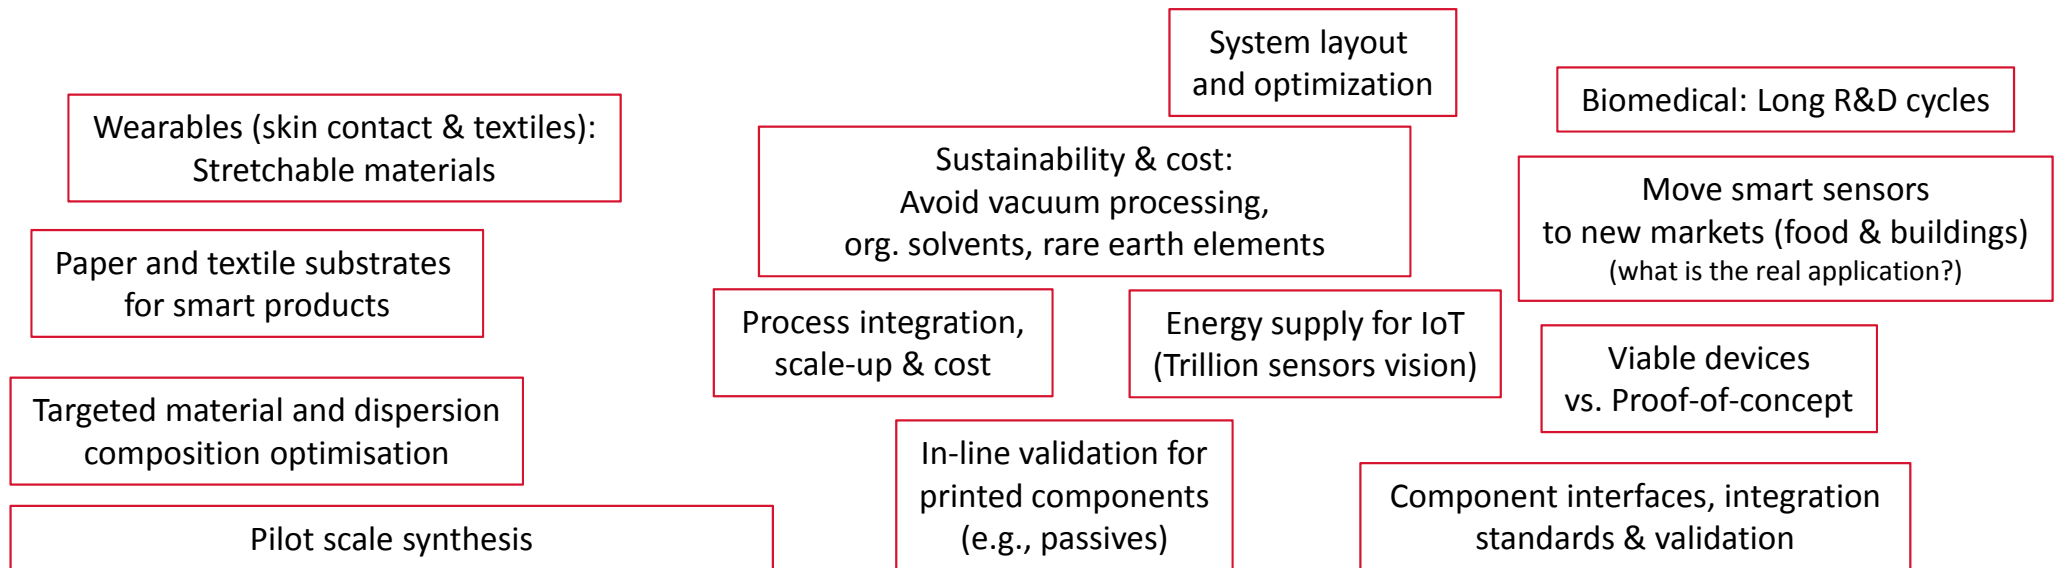 System layout
and optimization
Biomedical: Long R&D cycles
Wearables (skin contact & textiles):
Stretchable materials
Sustainability & cost:
Avoid vacuum processing,
org. solvents, rare earth elements
Move smart sensors
to new markets (food & buildings)
(what is the real application?)
Paper and textile substrates
for smart products
Process integration,
scale-up & cost
Energy supply for IoT
(Trillion sensors vision)
Viable devices
vs. Proof-of-concept
Targeted material and dispersion
composition optimisation
In-line validation for
printed components
(e.g., passives)
Component interfaces, integration
standards & validation
Pilot scale synthesis